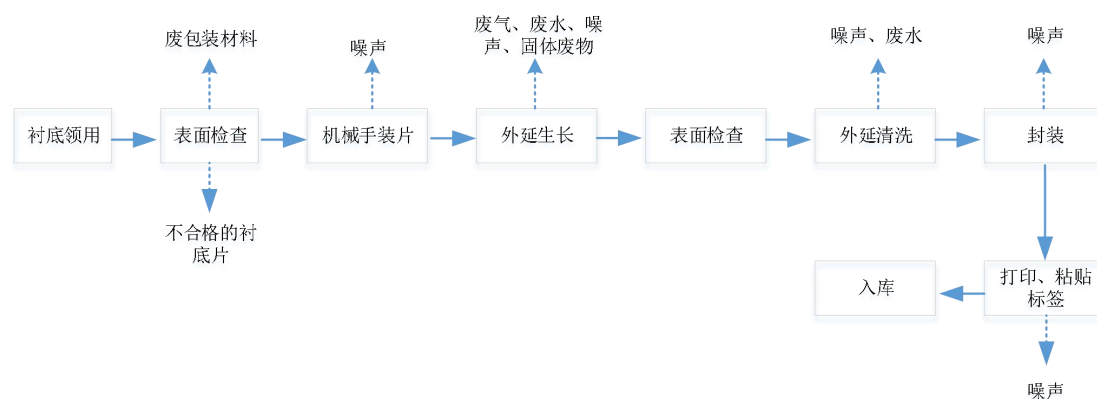 废包装材料
噪声
废气、废水、噪
声、固体废物
噪声、废水
噪声
衬底领用
表面检查
机械手装片
外延生长
表面检查
外延清洗
封装
不合格的衬
底片
入库
打印、粘贴
标签
噪声